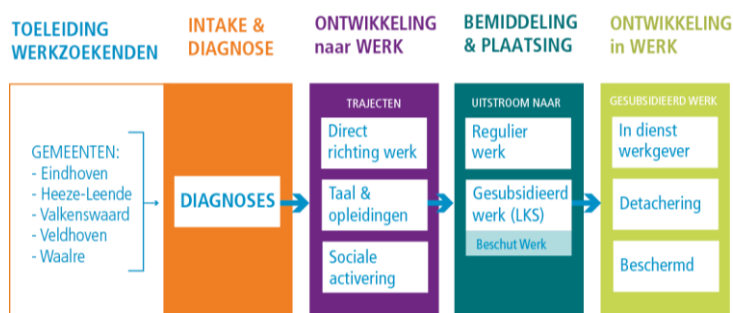 TOELEIDING
WERKZOEKENDEN
GEMEENTEN:
- Eindhoven
- Heeze-Leende
- Valkenswaard
- Veldhoven
- Waalre
INTAKE &
DIAGNOSE
DIAGNOSES
ONTWIKKELING
naar WERK
TRAJECTEN
Direct
richting werk
Taal &
opleidingen
Sociale
activering
BEMIDDELING
& PLAATSING
UITSTROOM NAAR
Regulier
werk
Gesubsidieerd
werk (LKS)
Beschut Werk
ONTWIKKELING
in WERK
GESUBSIDIEERD WERK
In dienst
werkgever
Detachering
Beschermd